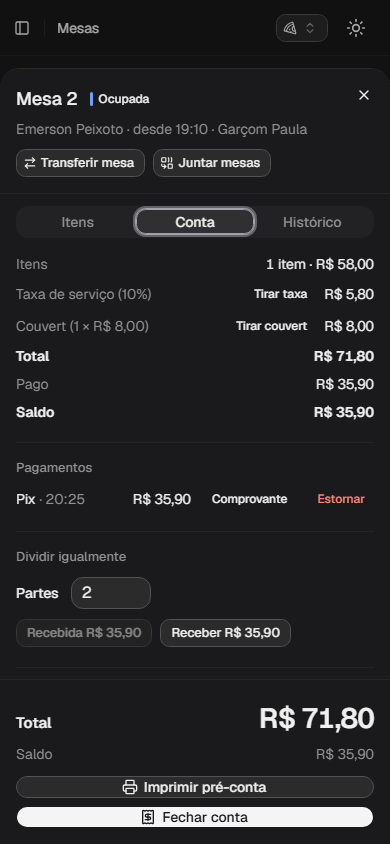 Mesas
Mesa 2 Ocupada
Emerson Peixoto · desde 19:10 · Garçom Paula
Transferir mesa Juntar mesas
Itens Conta Histórico
Itens 1 item · R$ 58,00
Taxa de serviço (10%) Tirar taxa R$ 5,80
Couvert (1 × R$ 8,00) Tirar couvert R$ 8,00
Total R$ 71,80
Pago R$ 35,90
Saldo R$ 35,90
Pagamentos
Pix · 20:25 R$ 35,90 Comprovante Estornar
Dividir igualmente
Partes 2
Recebida R$ 35,90 Receber R$ 35,90
Total R$ 71,80
Saldo R$ 35,90
Imprimir pré-conta
Fechar conta